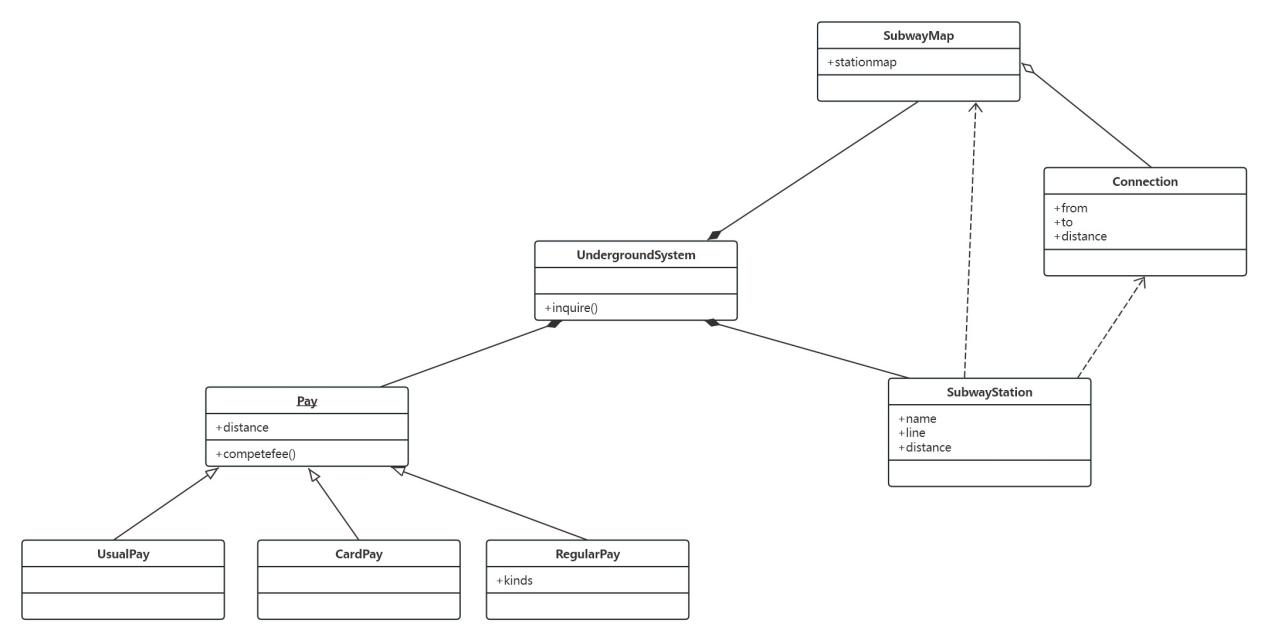 SubwayMap
+stationmap
Connection
+from
+to
+distance
UndergroundSystem
+inquire()
Pay
+distance
+competefee()
SubwayStation
+name
+line
+distance
UsualPay
CardPay
RegularPay
+kinds